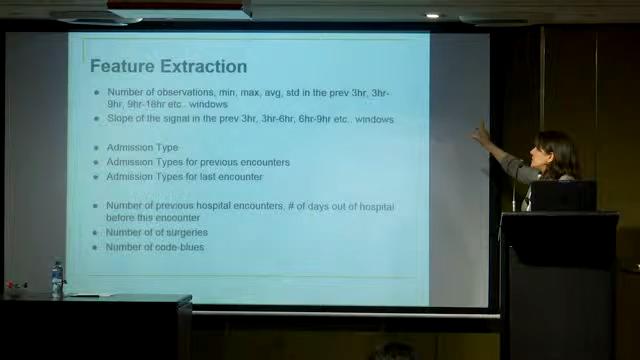 Feature Extraction
Number of observations, min, max, avg, std in the prev 3hr, 3hr-
9hr, 9hr-18hr etc.. windows
Slope of the signal in the prev 3hr, 3hr-6hr, 6hr-9hr etc.. windows
Admission Type
Admission Types for previous encounters
Admission Types for last encounter
Number of previous hospital encounters, # of days out of hospital
before this encounter
Number of of surgeries
Number of code-blues